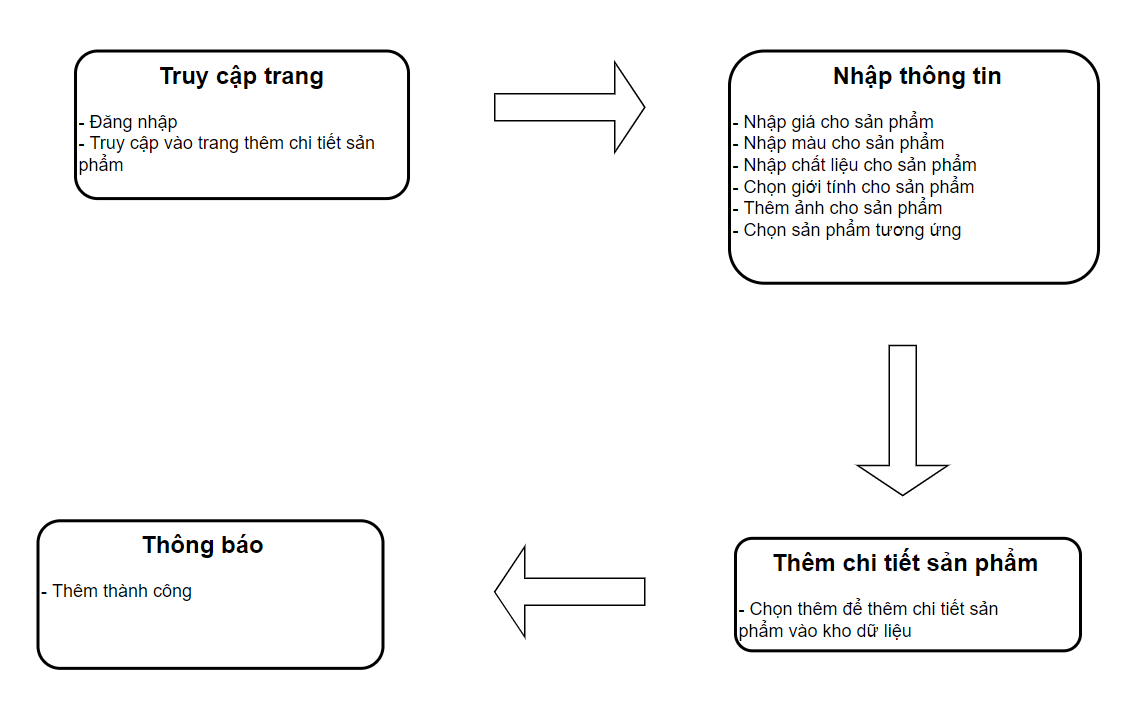 Truy cập trang
- Đăng nhập
- Truy cập vào trang thêm chi tiết sản
phẩm
Nhập thông tin
- Nhập giá cho sản phẩm
- Nhập màu cho sản phẩm
- Nhập chất liệu cho sản phẩm
- Chọn giới tính cho sản phẩm
- Thêm ảnh cho sản phẩm
- Chọn sản phẩm tương ứng
Thêm chi tiết sản phẩm
- Chọn thêm để thêm chi tiết sản
phẩm vào kho dữ liệu
Thông báo
- Thêm thành công